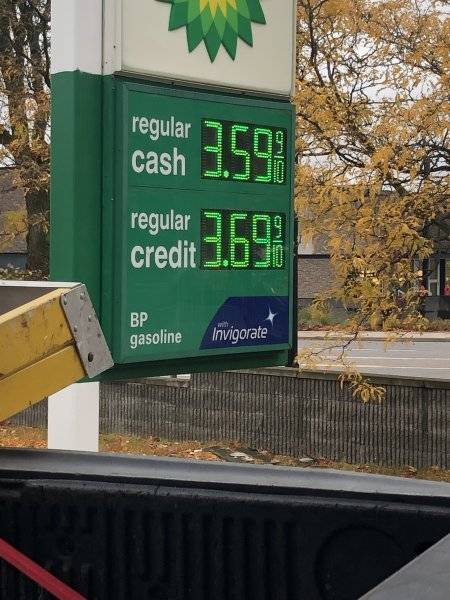 regular
cash 3.59 9/10
regular
credit 3.69 9/10
BP
gasoline
with
Invigorate